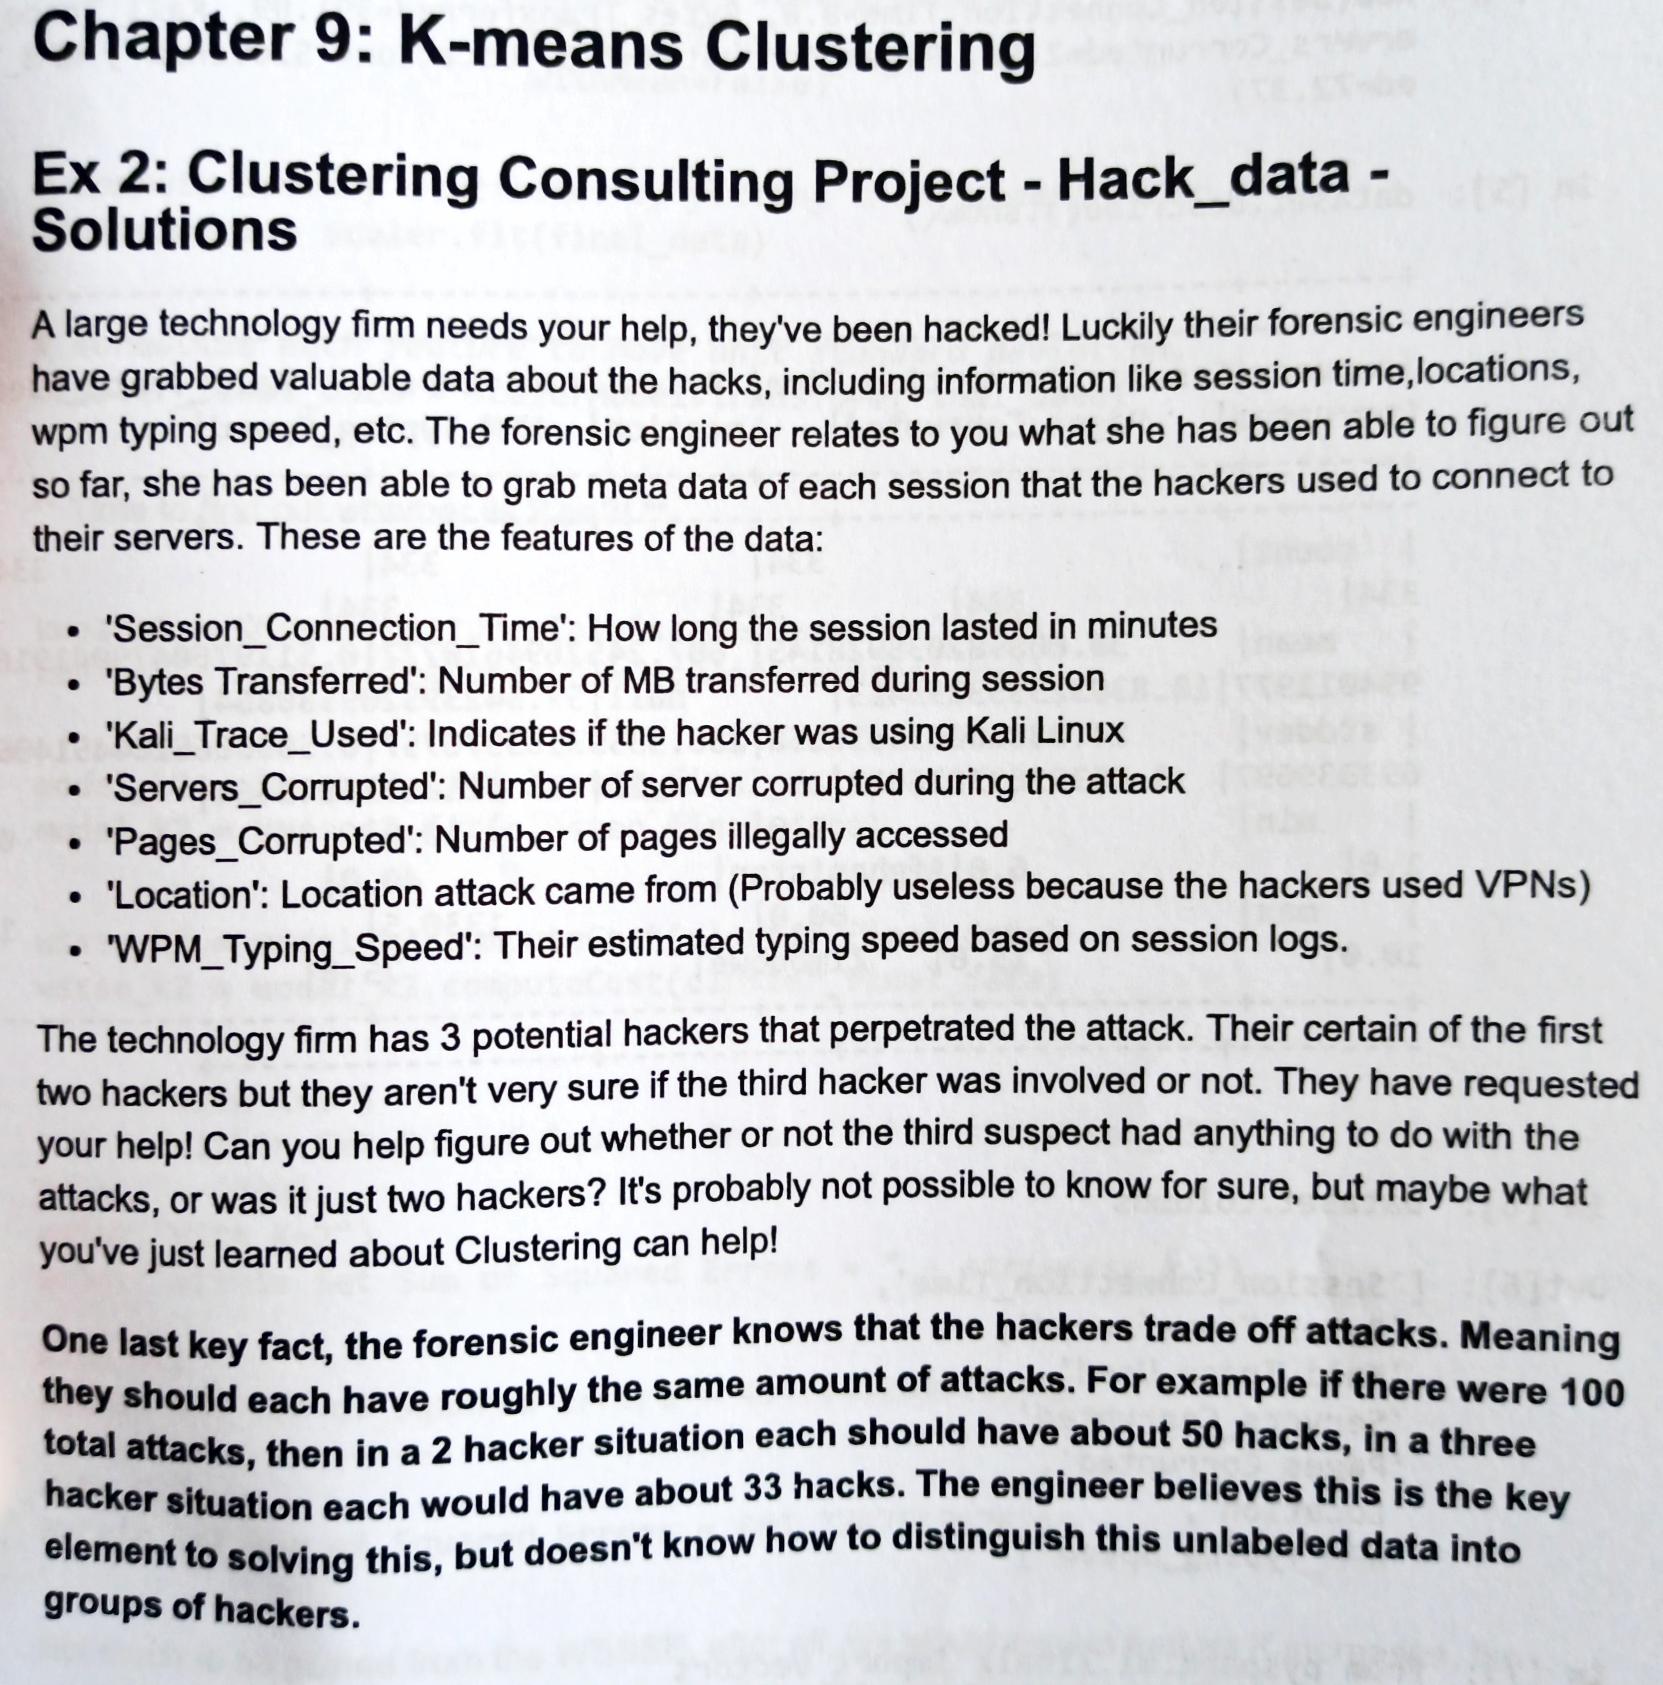 Chapter 9: K-means Clustering
Ex 2: Clustering Consulting Project - Hack_data -
Solutions
A large technology firm needs your help, they've been hacked! Luckily their forensic engineers
have grabbed valuable data about the hacks, including information like session time,locations,
wpm typing speed, etc. The forensic engineer relates to you what she has been able to figure out
so far, she has been able to grab meta data of each session that the hackers used to connect to
their servers. These are the features of the data:
• 'Session_Connection_Time': How long the session lasted in minutes
• 'Bytes Transferred': Number of MB transferred during session
• 'Kali_Trace_Used': Indicates if the hacker was using Kali Linux
• 'Servers_Corrupted': Number of server corrupted during the attack
• 'Pages_Corrupted': Number of pages illegally accessed
• 'Location': Location attack came from (Probably useless because the hackers used VPNs)
• 'WPM_Typing_Speed': Their estimated typing speed based on session logs.
The technology firm has 3 potential hackers that perpetrated the attack. Their certain of the first
two hackers but they aren't very sure if the third hacker was involved or not. They have requested
your help! Can you help figure out whether or not the third suspect had anything to do with the
attacks, or was it just two hackers? It's probably not possible to know for sure, but maybe what
you've just learned about Clustering can help!
One last key fact, the forensic engineer knows that the hackers trade off attacks. Meaning
they should each have roughly the same amount of attacks. For example if there were 100
total attacks, then in a 2 hacker situation each should have about 50 hacks, in a three
hacker situation each would have about 33 hacks. The engineer believes this is the key
element to solving this, but doesn't know how to distinguish this unlabeled data into
groups of hackers.